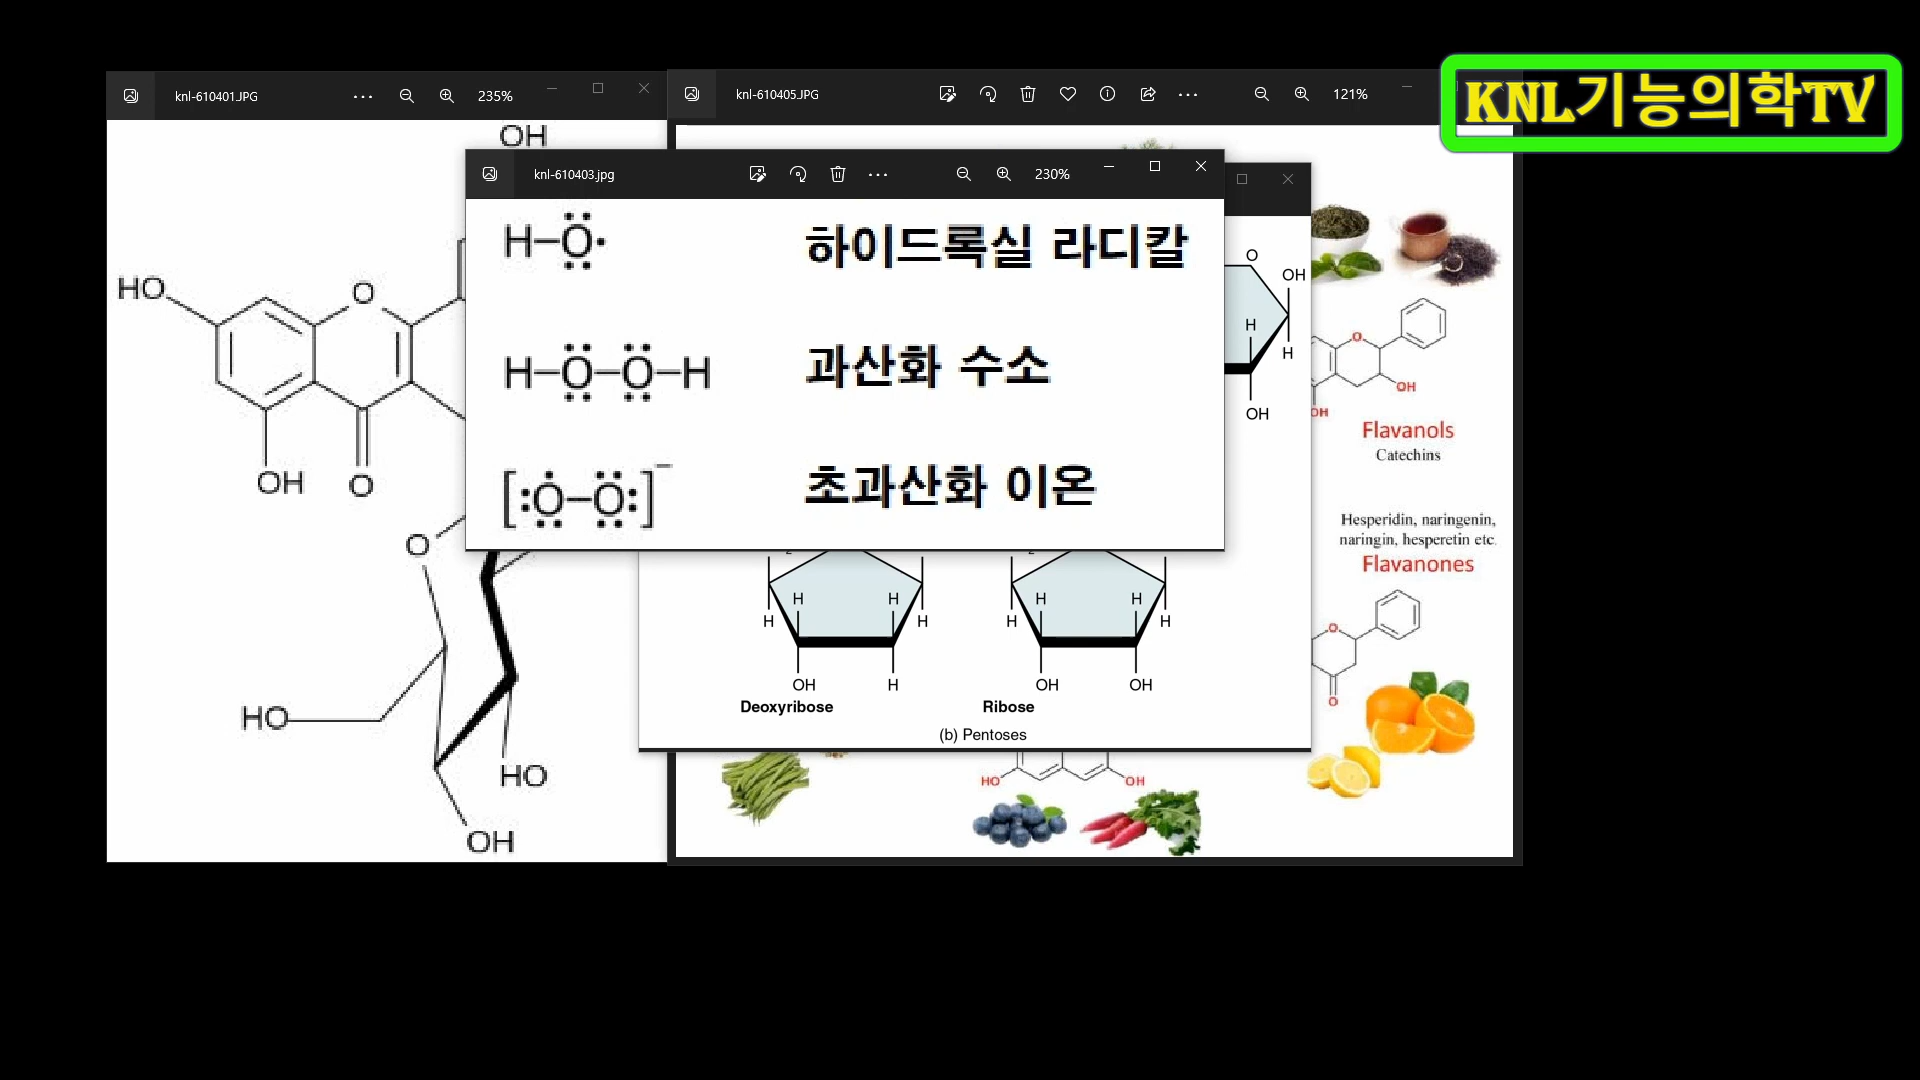 KNL기능의학TV
knl-610401.JPG
235%
knl-610405.JPG
121%
knl-610403.jpg
230%
H-O·
하이드록실 라디칼
H-O-O-H
과산화 수소
[:O-O:]⁻
초과산화 이온
OH
HO
O
OH
O
O
HO
HO
OH
O
OH
H
H
OH
H
H
H
H
OH
H
Deoxyribose
H
H
H
H
OH
OH
Ribose
(b) Pentoses
O
OH
OH
Flavanols
Catechins
Hesperidin, naringenin,
naringin, hesperetin etc.
Flavanones
O
O
HO
OH